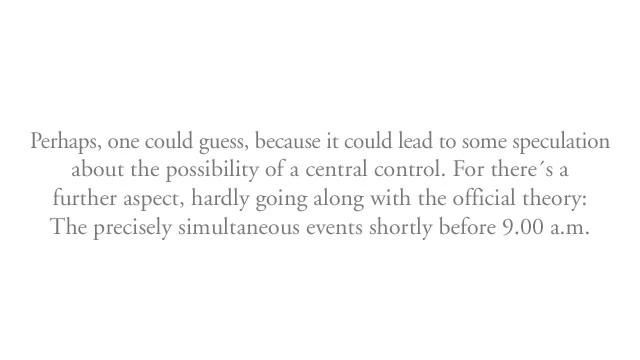 Perhaps, one could guess, because it could lead to some speculation
about the possibility of a central control. For there´s a
further aspect, hardly going along with the official theory:
The precisely simultaneous events shortly before 9.00 a.m.